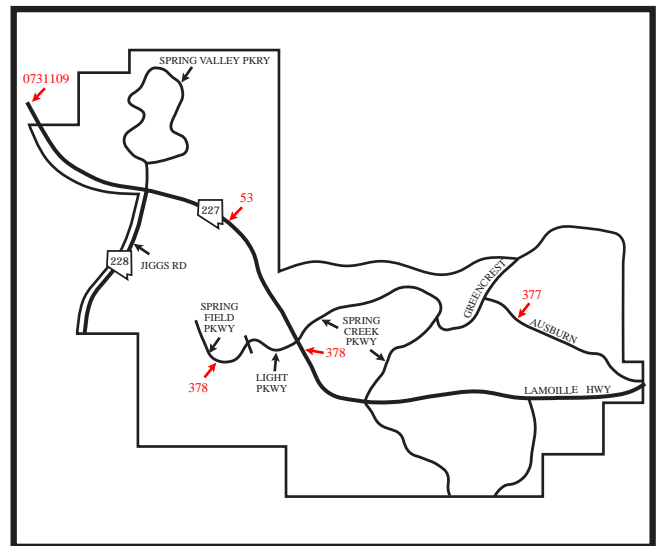 SPRING VALLEY PKRY
0731109
53
227
228
JIGGS RD
GREENCREST
377
AUSBURN
SPRING
FIELD
PKWY
SPRING
CREEK
PKWY
378
LIGHT
PKWY
378
LAMOILLE HWY